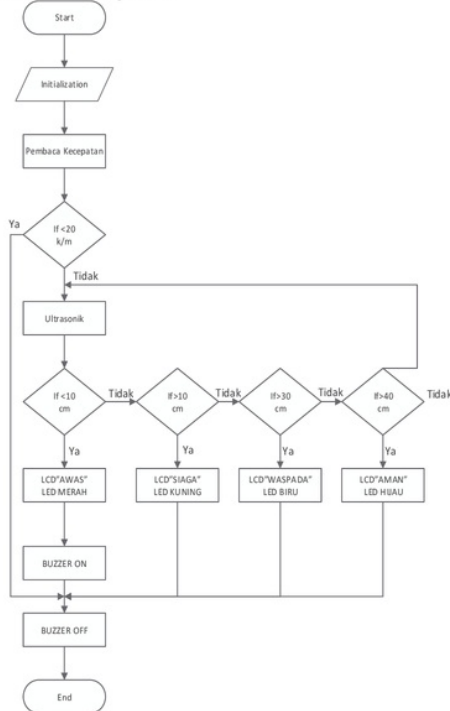 Start
Initialization
Pembaca Kecepatan
Ya
If <20
k/m
Tidak
Ultrasonik
If <10
cm
Tidak
If>10
cm
Tidak
If>30
cm
Tidak
If>40
cm
Tidak
Ya
Ya
Ya
Ya
LCD"AWAS"
LED MERAH
LCD"SIAGA"
LED KUNING
LCD"WASPADA"
LED BIRU
LCD"AMAN"
LED HIJAU
BUZZER ON
BUZZER OFF
End